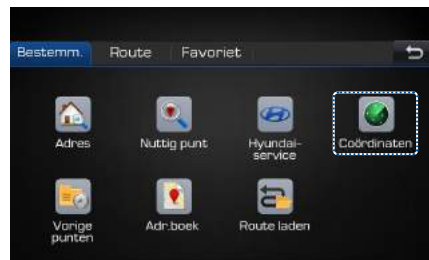 Bestemm. Route Favoriet
Adres Nuttig punt Hyundai-
service Coördinaten
Vorige
punten Adr.boek Route laden